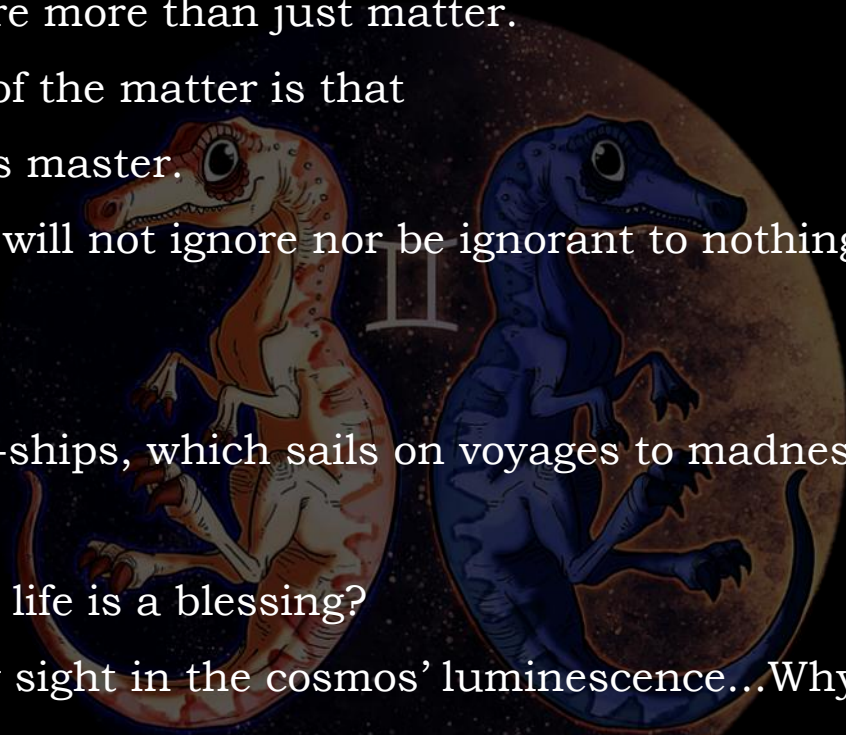 re more than just matter.
of the matter is that
s master.
will not ignore nor be ignorant to nothing
-ships, which sails on voyages to madnes
life is a blessing?
y sight in the cosmos’ luminescence…Why